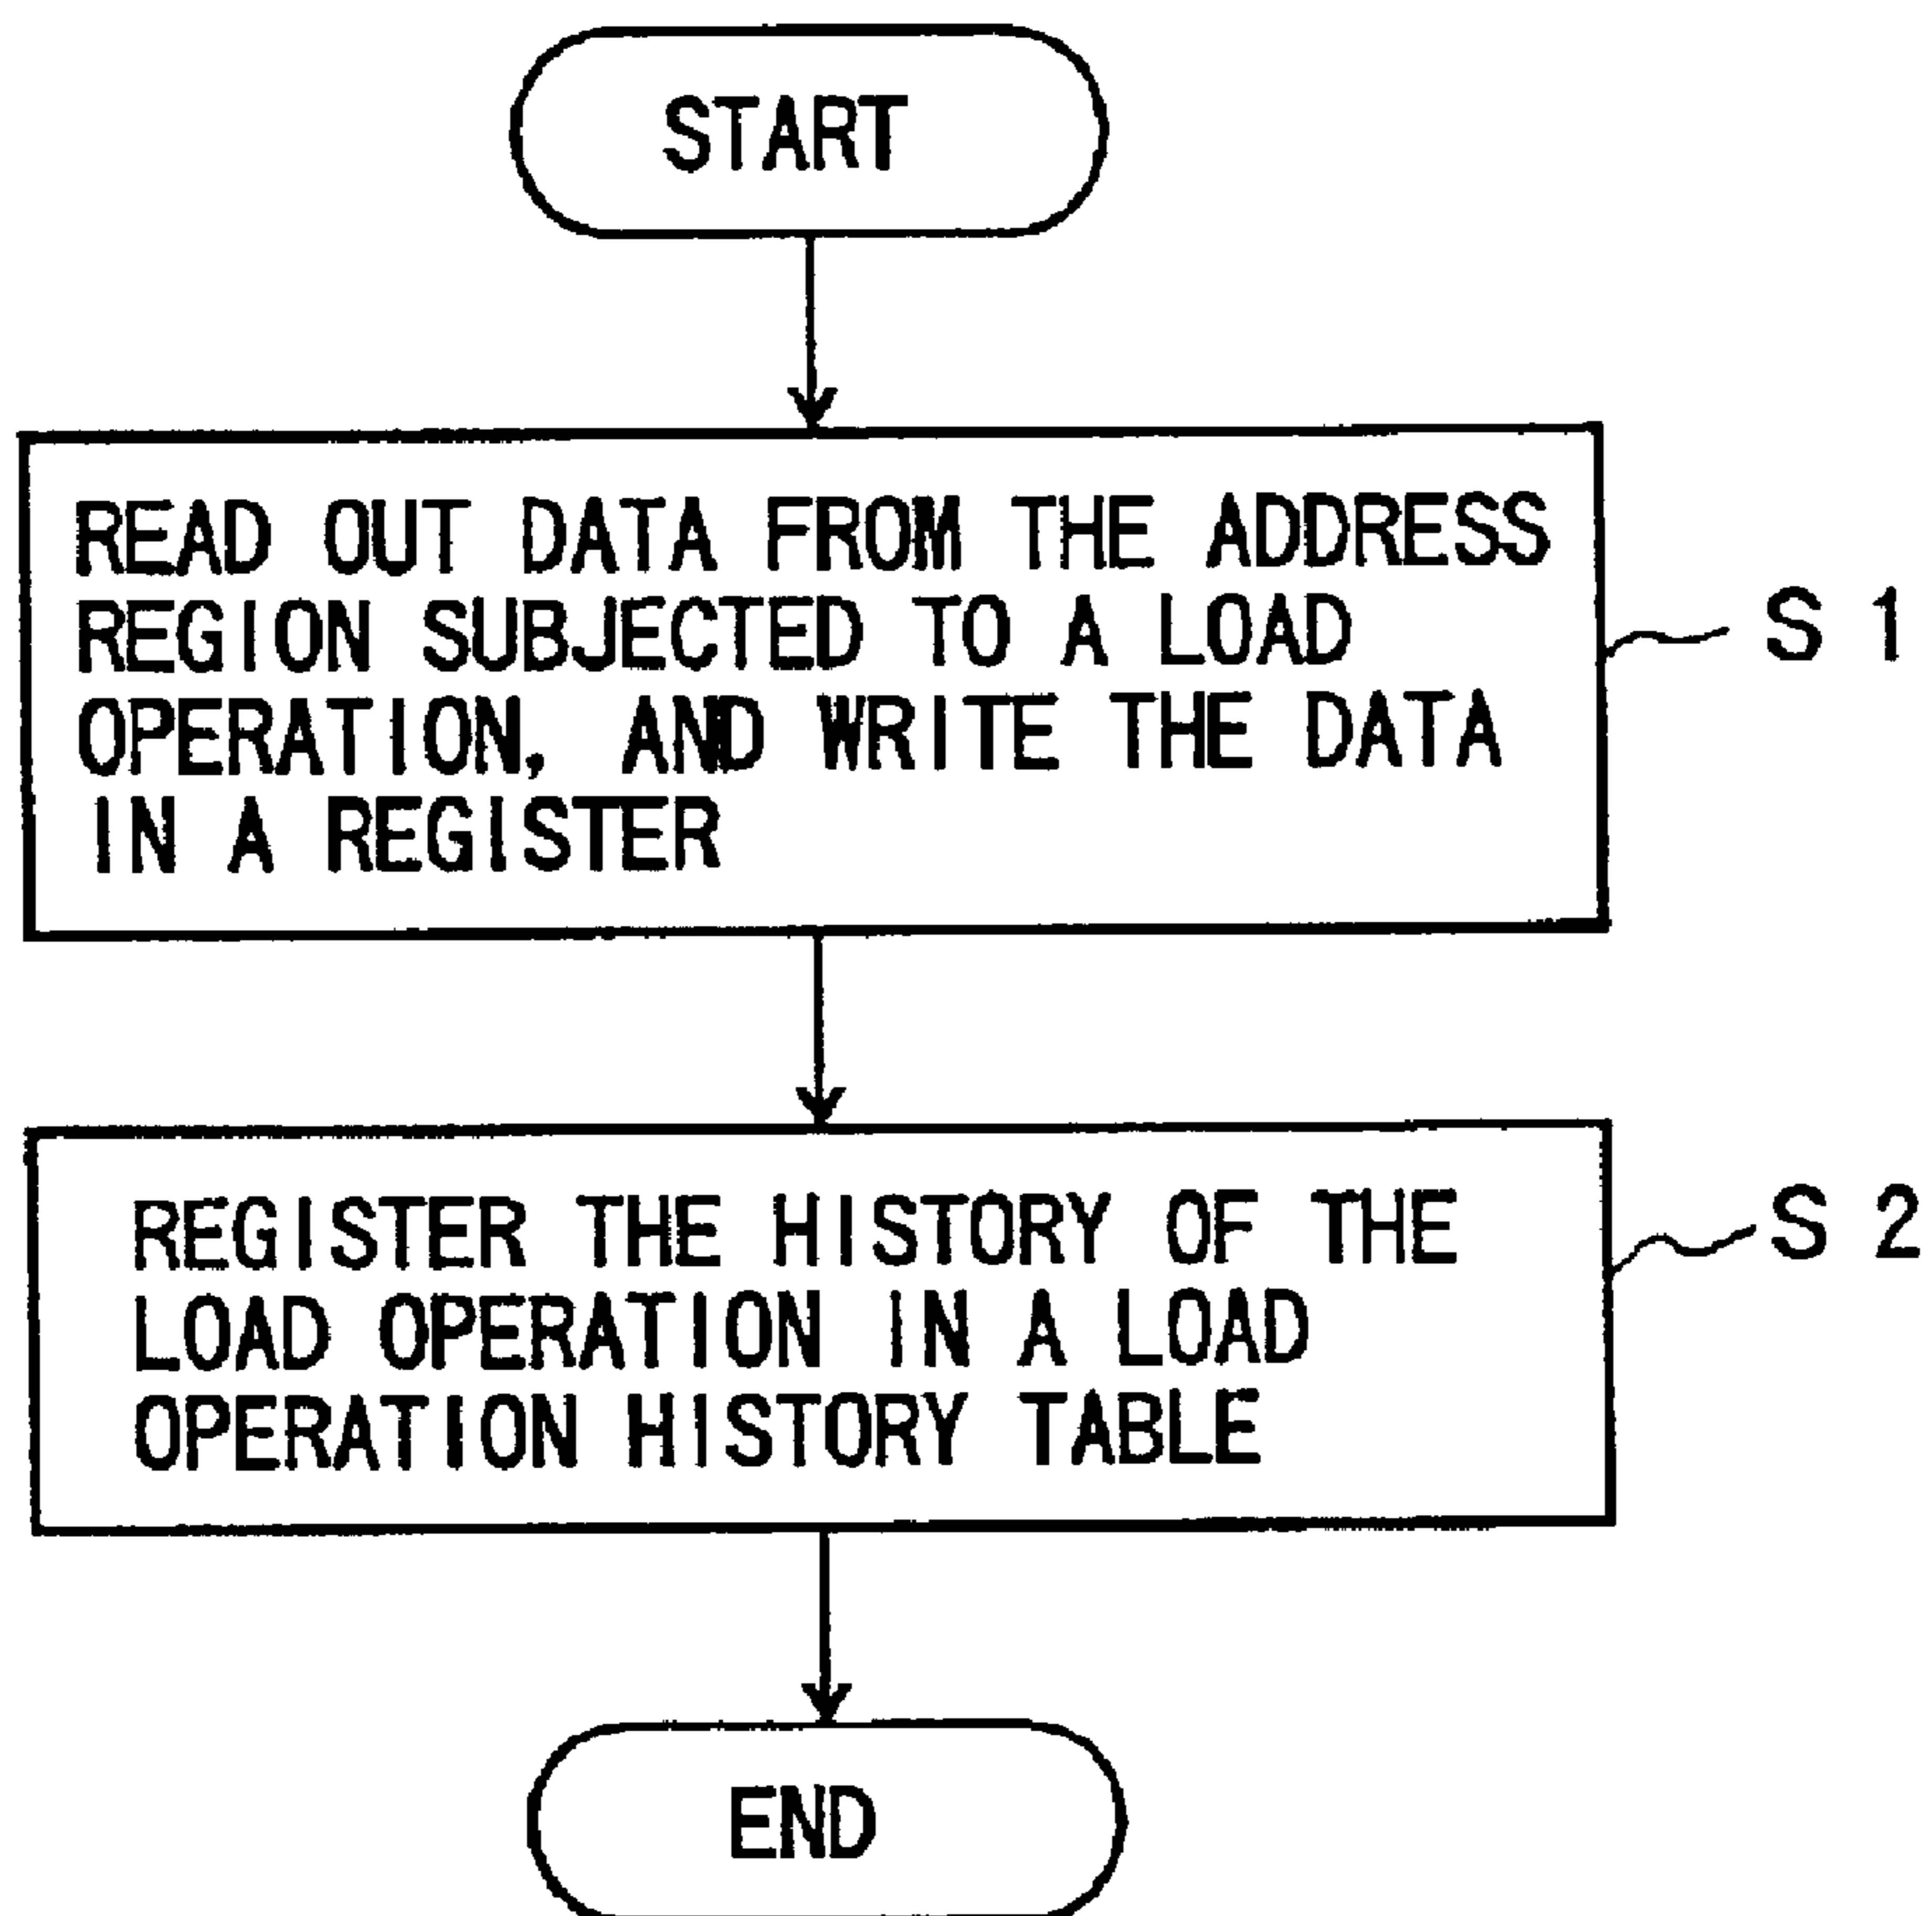 START
READ OUT DATA FROM THE ADDRESS
REGION SUBJECTED TO A LOAD
OPERATION, AND WRITE THE DATA
IN A REGISTER
S 1
REGISTER THE HISTORY OF THE
LOAD OPERATION IN A LOAD
OPERATION HISTORY TABLE
S 2
END